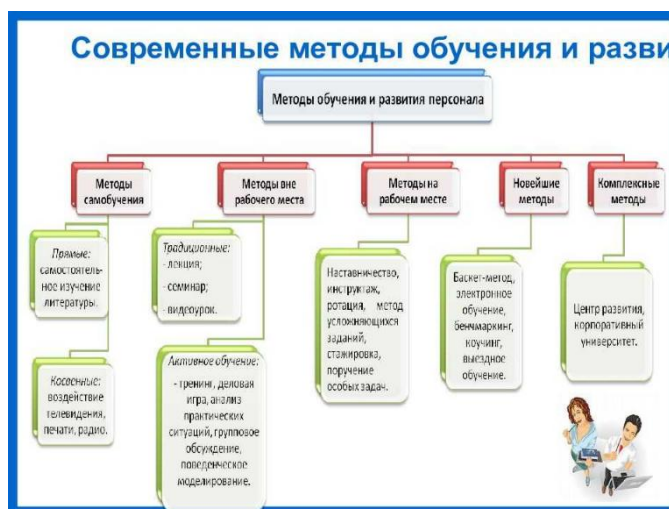 Современные методы обучения и разви
Методы обучения и развития персонала
Методы
самобучения
Методы вне
рабочего места
Методы на
рабочем месте
Новейшие
методы
Комплексные
методы
Прямые:
самостоятель-
ное изучение
литературы.
Косвенные:
воздействие
телевидения,
печати, радио.
Традиционные:
- лекция;
- семинар;
- видеоурок.
Активное обучение:
- тренинг, деловая
игра, анализ
практических
ситуаций, групповое
обсуждение,
поведенческое
моделирование.
Наставничество,
инструктаж,
ротация, метод
усложняющихся
заданий,
стажировка,
поручение
особых задач.
Баскет-метод,
электронное
обучение,
бенчмаркинг,
коучинг,
выездное
обучение.
Центр развития,
корпоративный
университет.